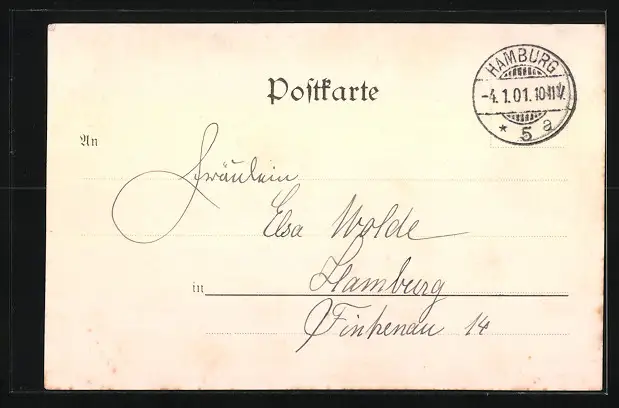 Postkarte
HAMBURG
-4.1.01.10-11V.
* 5 a
An
Fräulein
Elsa Wolde
in Hamburg
Finkenau 14